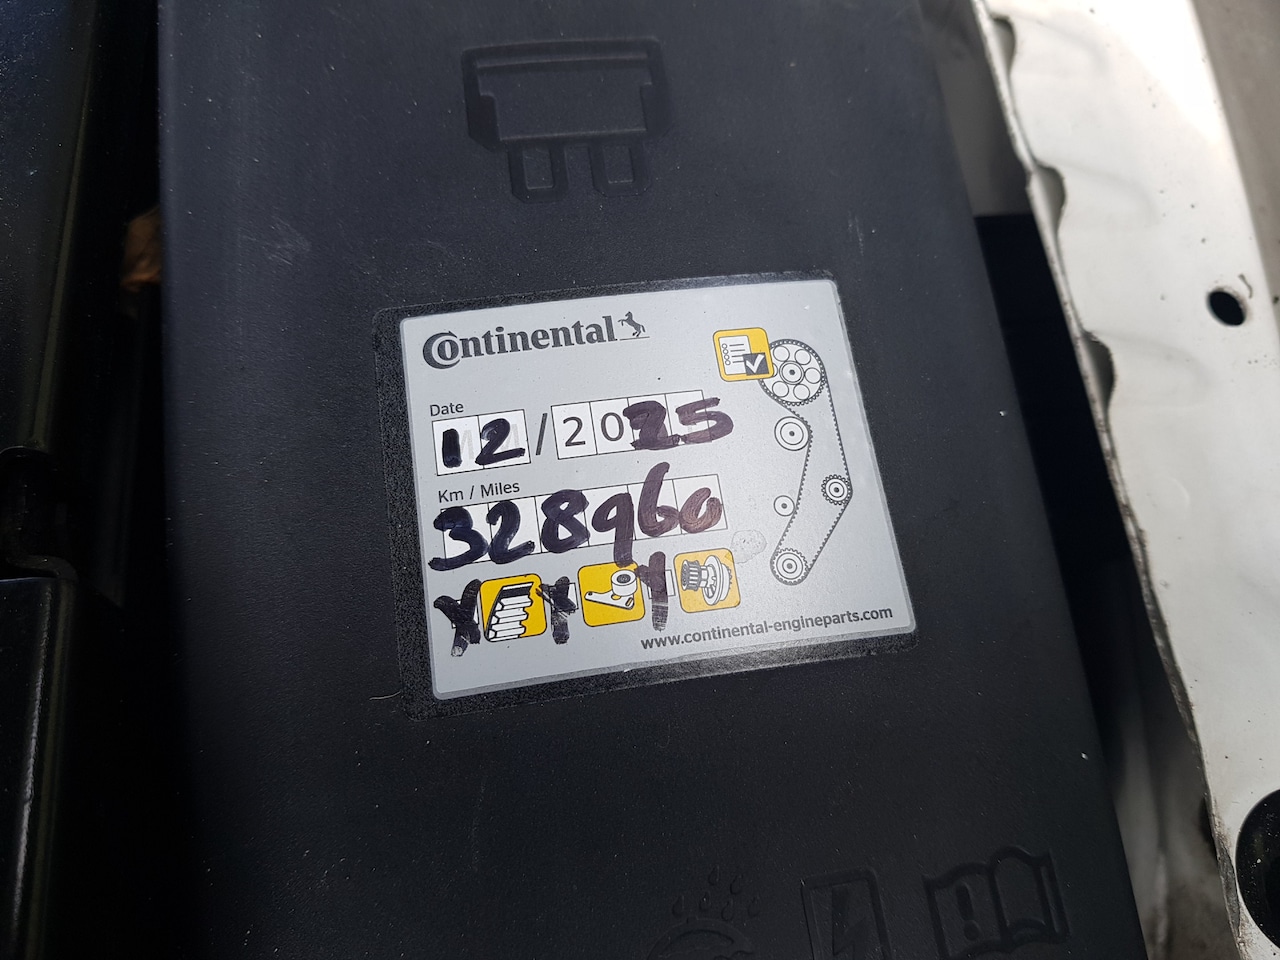 Continental
Date
12/2025
Km / Miles
328960
X X X
www.continental-engineparts.com